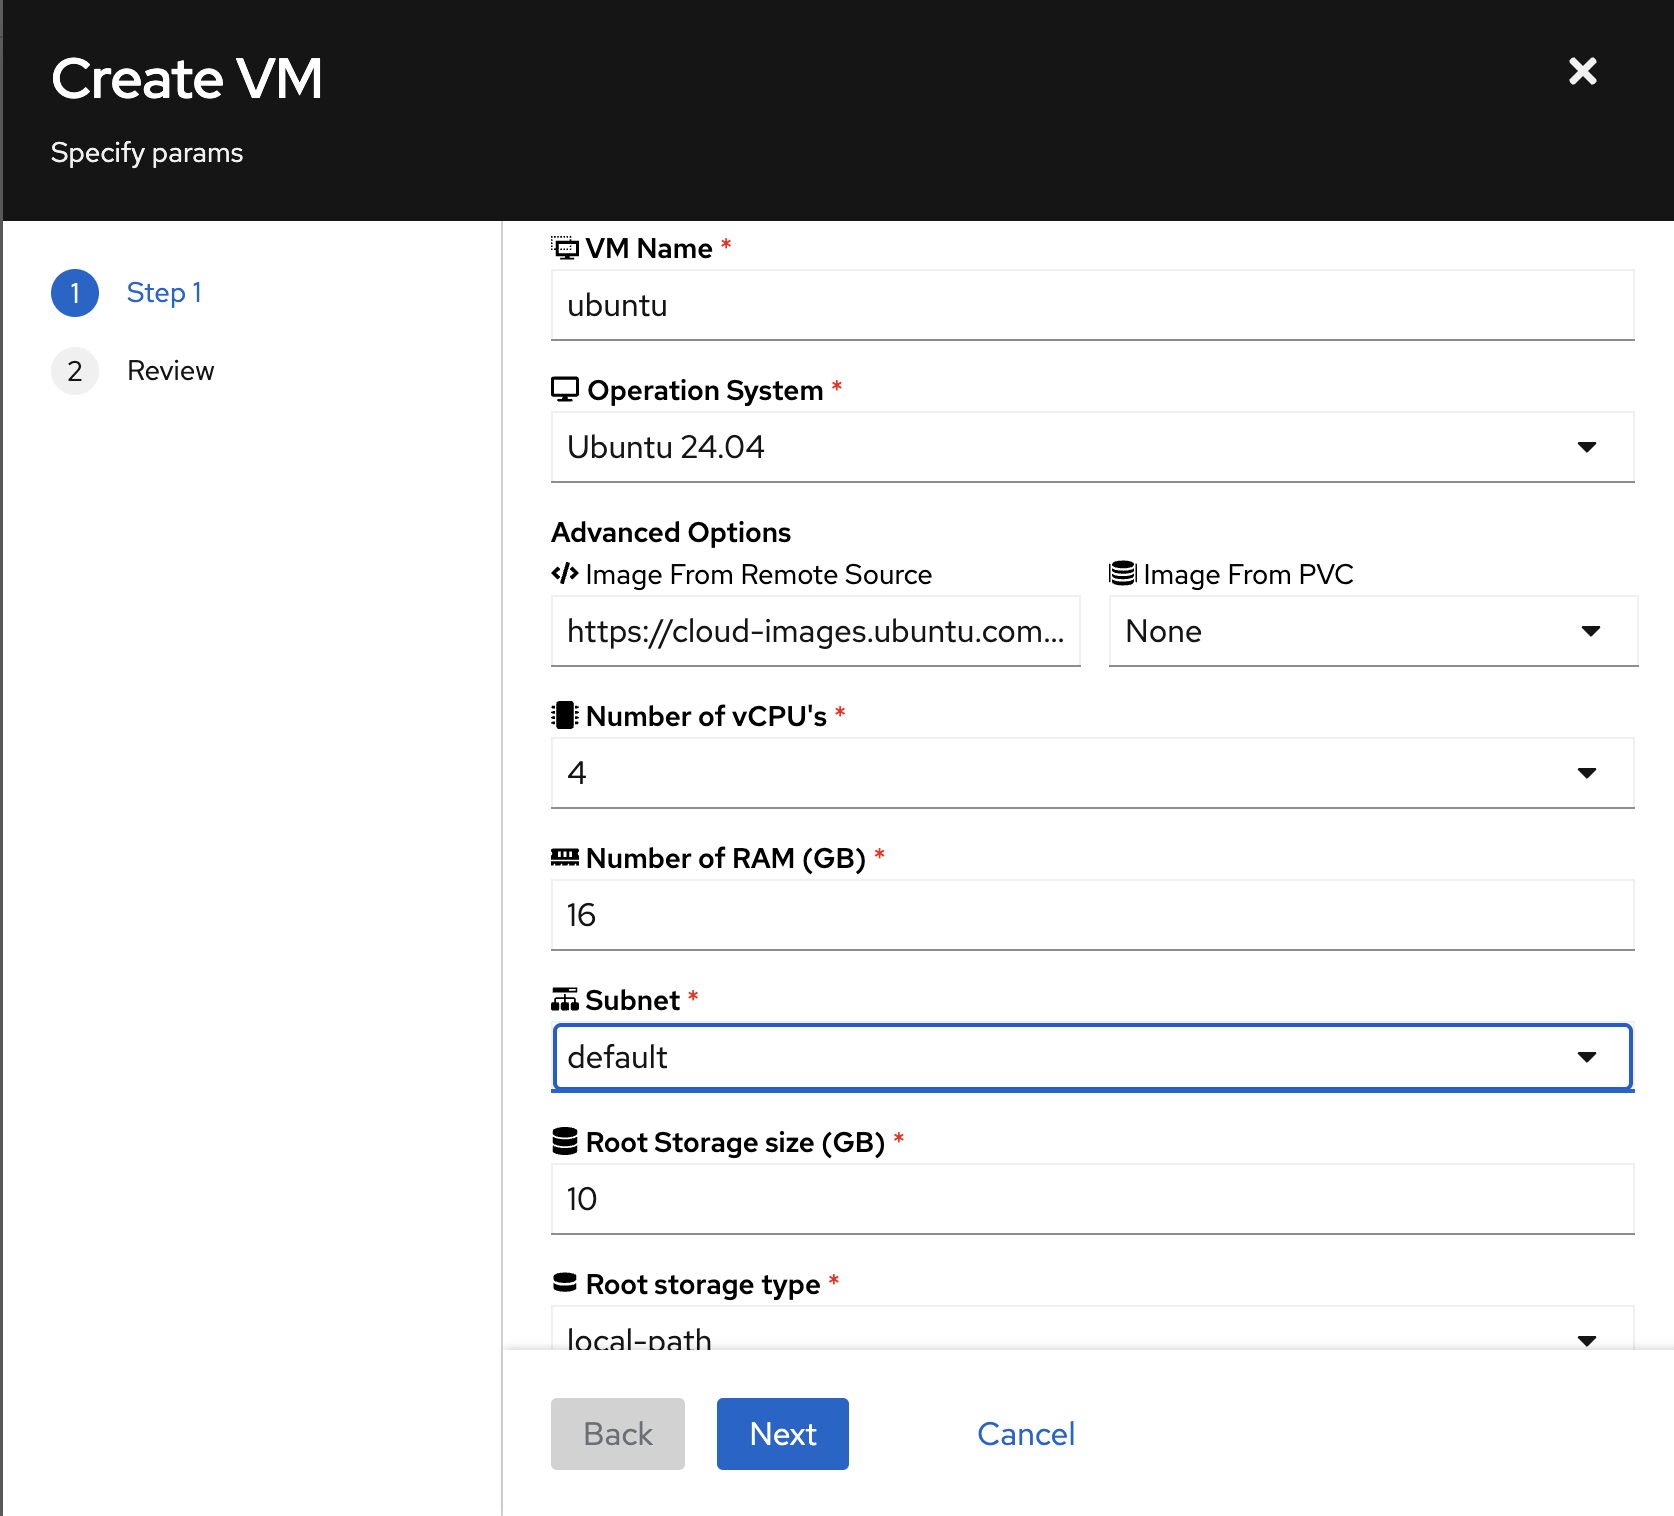 Create VM
Specify params
1 Step 1
2 Review
VM Name *
ubuntu
Operation System *
Ubuntu 24.04
Advanced Options
Image From Remote Source
https://cloud-images.ubuntu.com...
Image From PVC
None
Number of vCPU's *
4
Number of RAM (GB) *
16
Subnet *
default
Root Storage size (GB) *
10
Root storage type *
local-path
Back
Next
Cancel